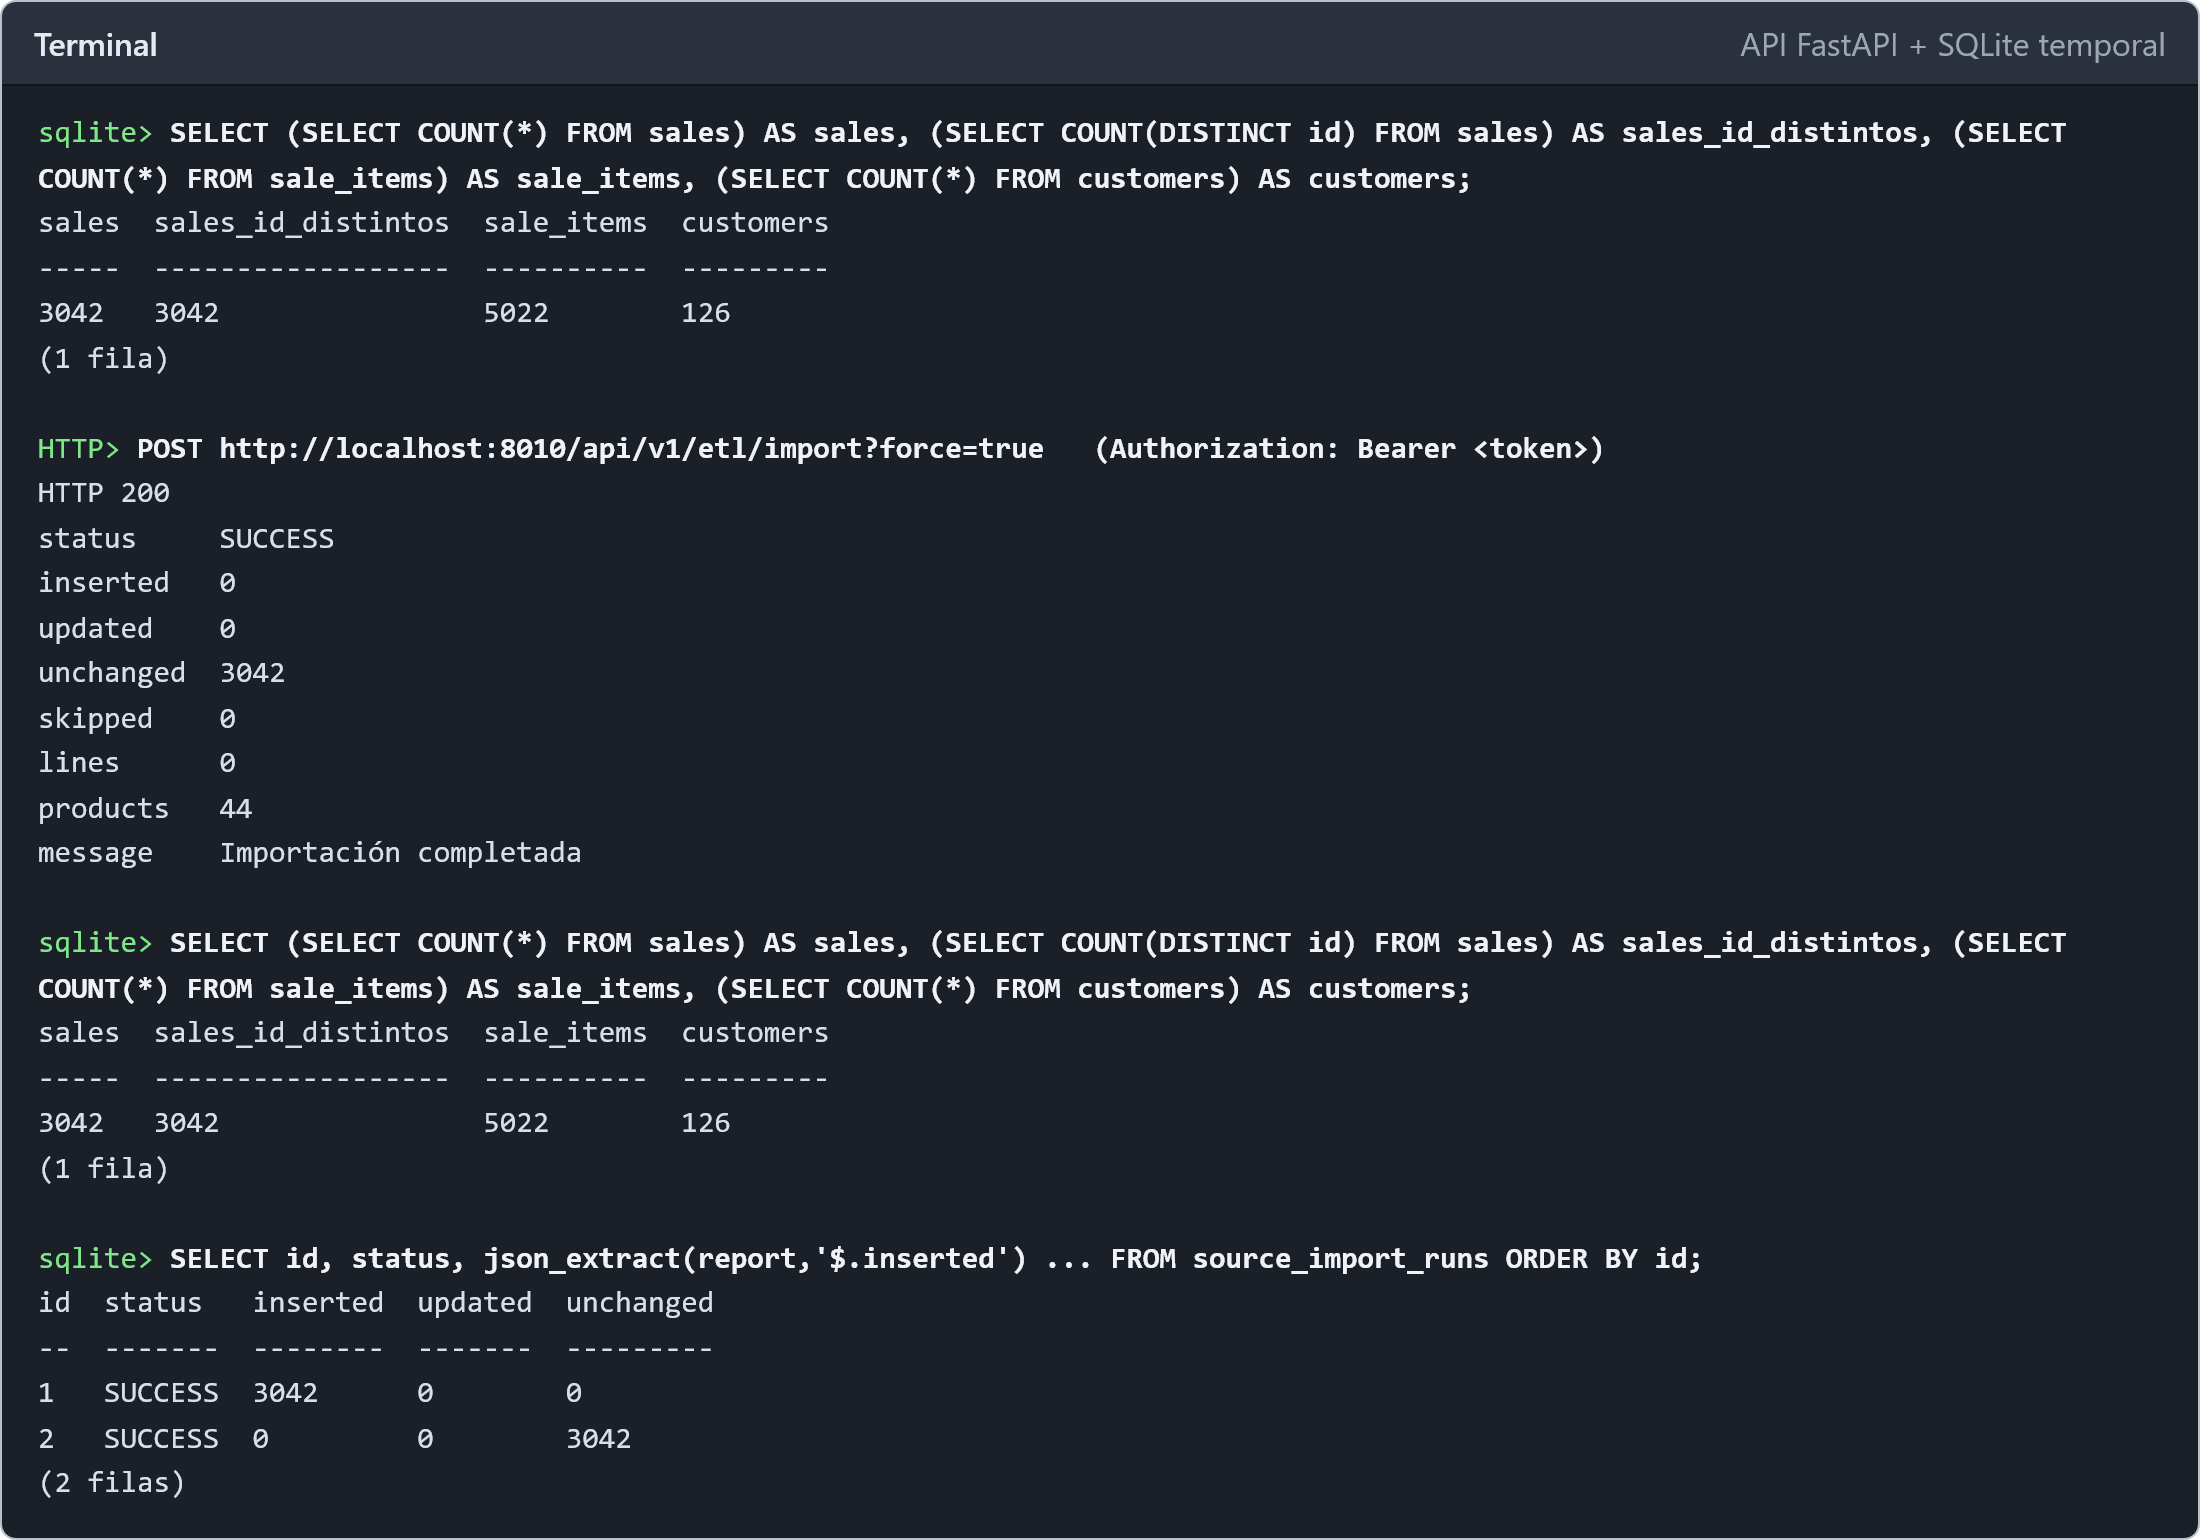 Terminal
API FastAPI + SQLite temporal
sqlite> SELECT (SELECT COUNT(*) FROM sales) AS sales, (SELECT COUNT(DISTINCT id) FROM sales) AS sales_id_distintos, (SELECT
COUNT(*) FROM sale_items) AS sale_items, (SELECT COUNT(*) FROM customers) AS customers;
sales  sales_id_distintos  sale_items  customers
-----  ------------------  ----------  ---------
3042   3042                5022        126
(1 fila)
HTTP> POST http://localhost:8010/api/v1/etl/import?force=true   (Authorization: Bearer <token>)
HTTP 200
status     SUCCESS
inserted   0
updated    0
unchanged  3042
skipped    0
lines      0
products   44
message    Importación completada
sqlite> SELECT (SELECT COUNT(*) FROM sales) AS sales, (SELECT COUNT(DISTINCT id) FROM sales) AS sales_id_distintos, (SELECT
COUNT(*) FROM sale_items) AS sale_items, (SELECT COUNT(*) FROM customers) AS customers;
sales  sales_id_distintos  sale_items  customers
-----  ------------------  ----------  ---------
3042   3042                5022        126
(1 fila)
sqlite> SELECT id, status, json_extract(report,'$.inserted') ... FROM source_import_runs ORDER BY id;
id  status   inserted  updated  unchanged
--  -------  --------  -------  ---------
1   SUCCESS  3042      0        0
2   SUCCESS  0         0        3042
(2 filas)